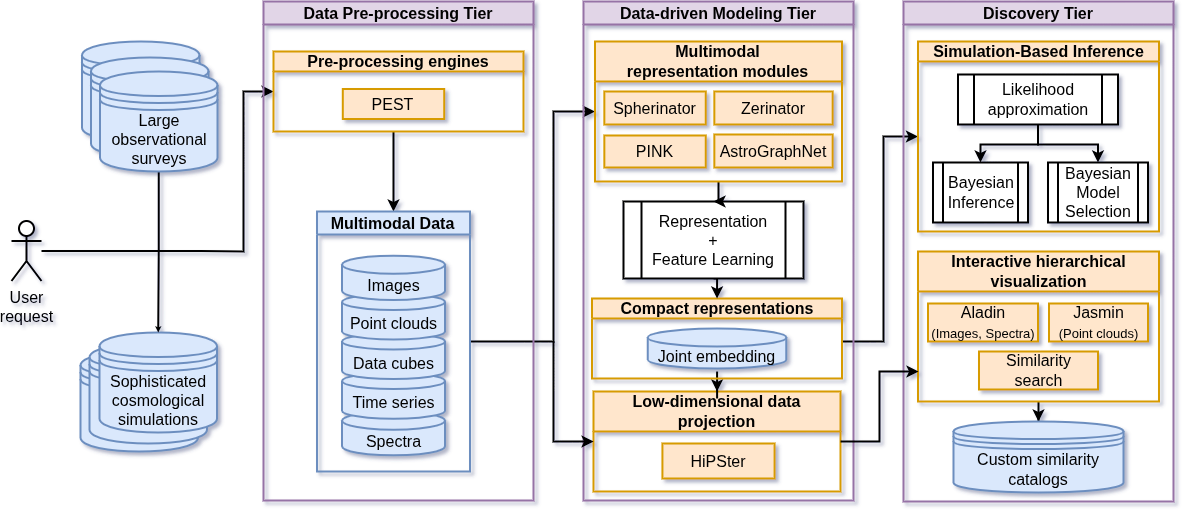 Large
observational
surveys
User
request
Sophisticated
cosmological
simulations
Data Pre-processing Tier
Pre-processing engines
PEST
Multimodal Data
Images
Point clouds
Data cubes
Time series
Spectra
Data-driven Modeling Tier
Multimodal
representation modules
Spherinator
Zerinator
PINK
AstroGraphNet
Representation
+
Feature Learning
Compact representations
Joint embedding
Low-dimensional data
projection
HiPSter
Discovery Tier
Simulation-Based Inference
Likelihood
approximation
Bayesian
Inference
Bayesian
Model
Selection
Interactive hierarchical
visualization
Aladin
(Images, Spectra)
Jasmin
(Point clouds)
Similarity
search
Custom similarity
catalogs